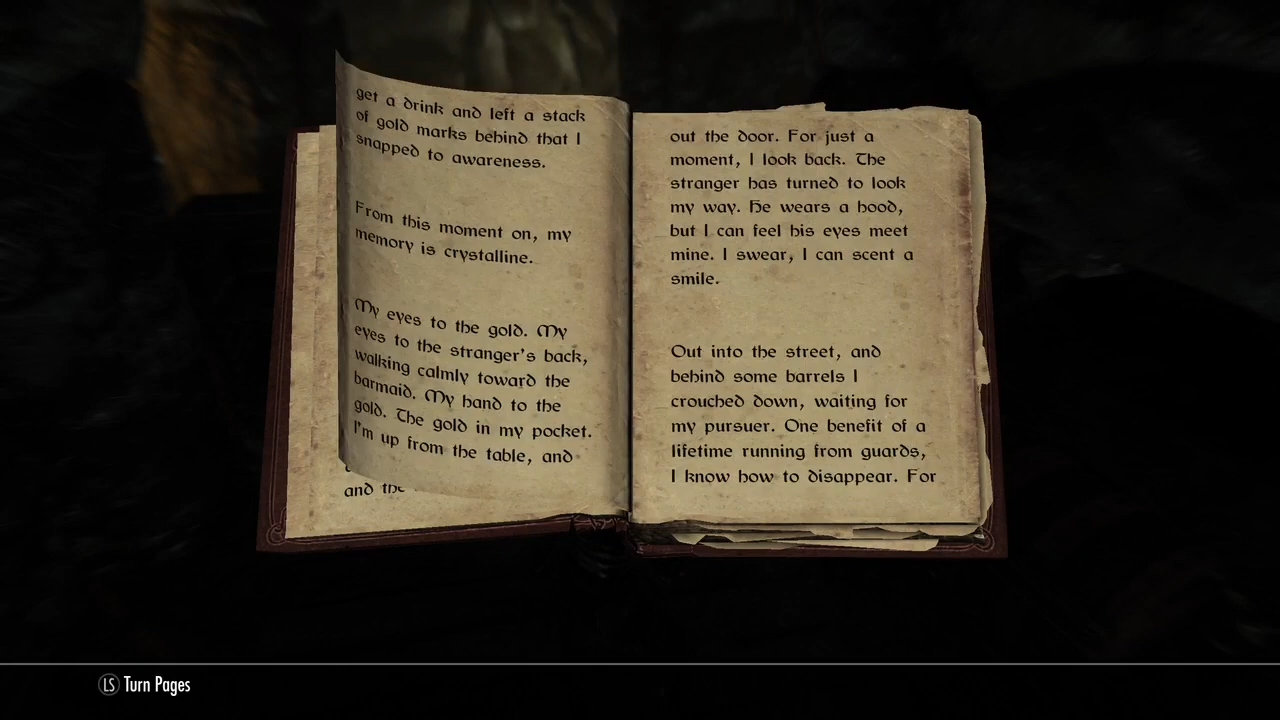 get a drink and left a stack
of gold marks behind that I
snapped to awareness.
From this moment on, my
memory is crystalline.
My eyes to the gold. My
eyes to the stranger's back,
walking calmly toward the
barmaid. My hand to the
gold. The gold in my pocket.
I'm up from the table, and
and the
out the door. For just a
moment, I look back. The
stranger has turned to look
my way. He wears a hood,
but I can feel his eyes meet
mine. I swear, I can scent a
smile.
Out into the street, and
behind some barrels I
crouched down, waiting for
my pursuer. One benefit of a
lifetime running from guards,
I know how to disappear. For
LS Turn Pages